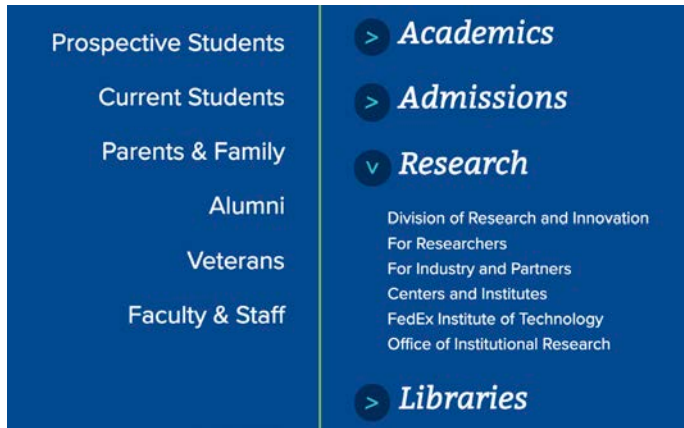 Prospective Students
Current Students
Parents & Family
Alumni
Veterans
Faculty & Staff
> Academics
> Admissions
v Research
Division of Research and Innovation
For Researchers
For Industry and Partners
Centers and Institutes
FedEx Institute of Technology
Office of Institutional Research
> Libraries